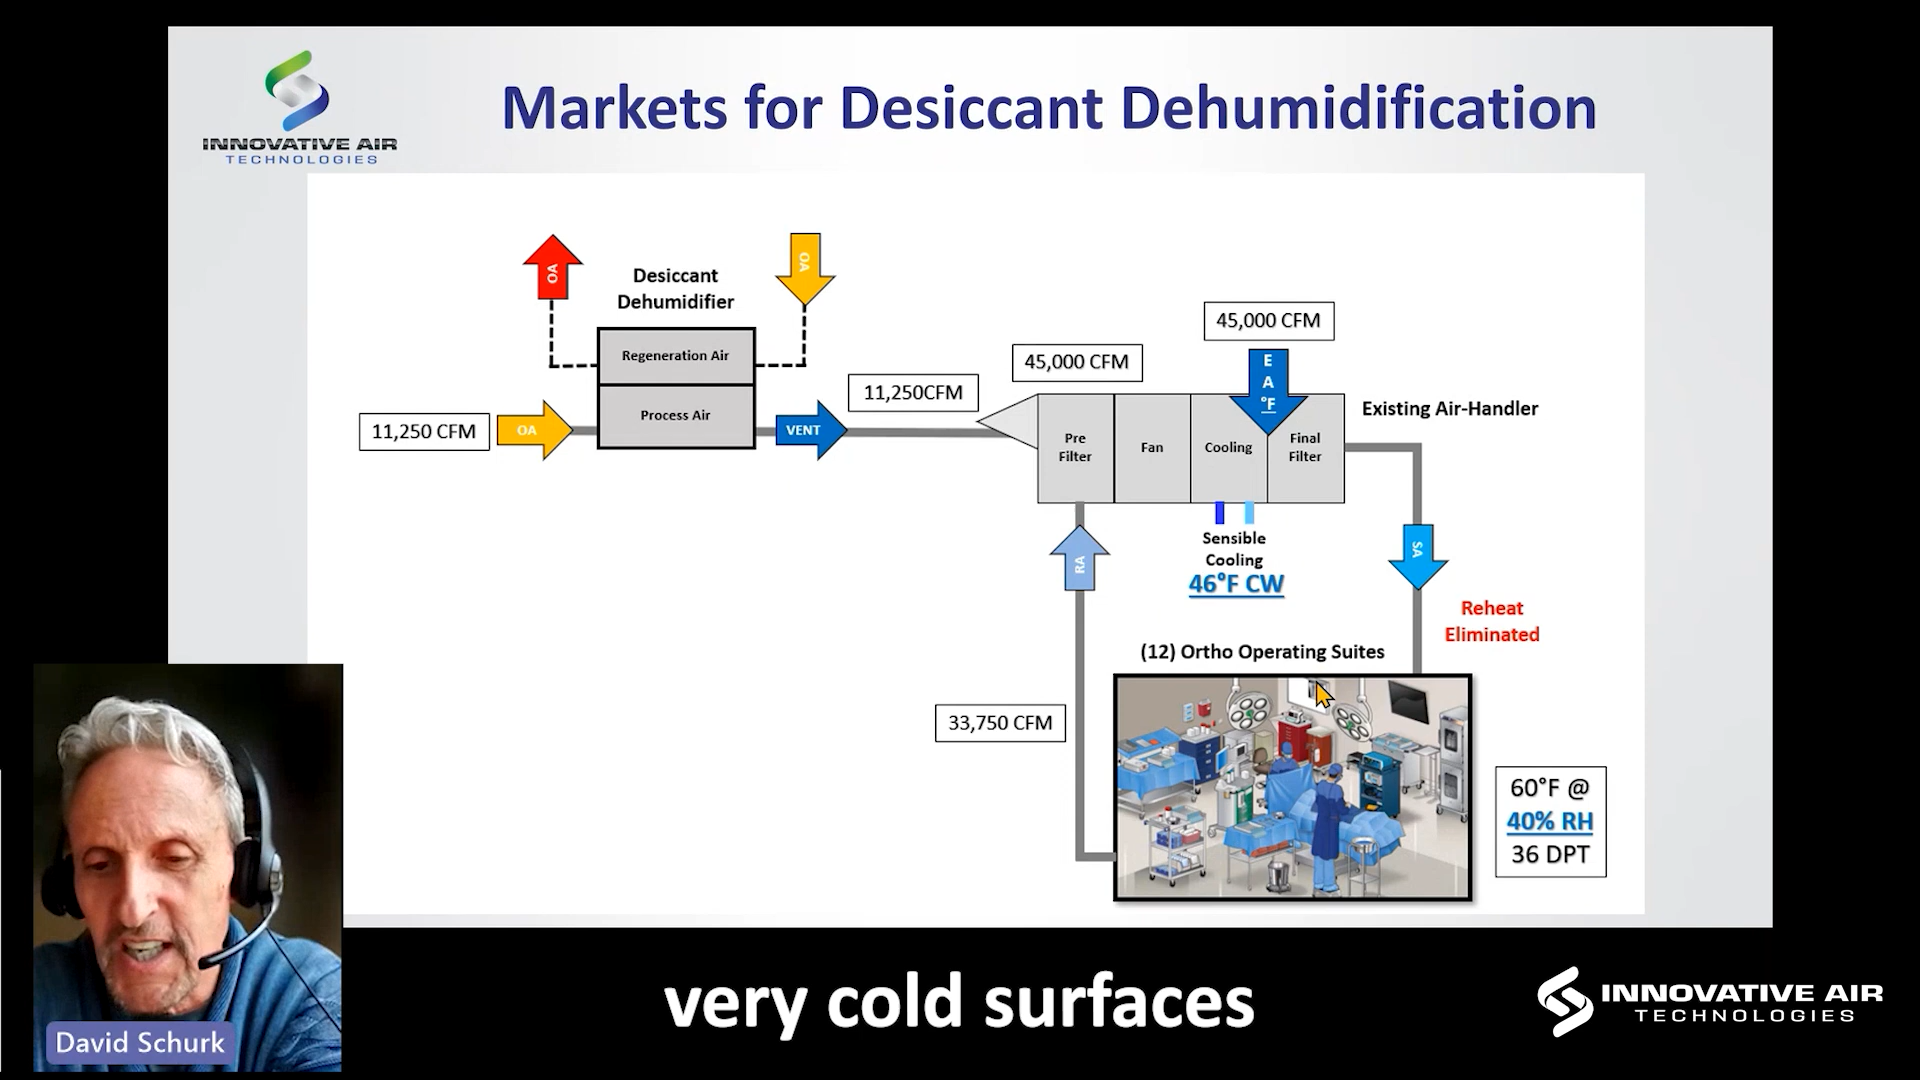 INNOVATIVE AIR
TECHNOLOGIES
Markets for Desiccant Dehumidification
OA
OA
Desiccant
Dehumidifier
Regeneration Air
Process Air
11,250 CFM
OA
VENT
11,250CFM
45,000 CFM
45,000 CFM
E
A
°F
Existing Air-Handler
Pre
Filter
Fan
Cooling
Final
Filter
Sensible
Cooling
46°F CW
RA
SA
Reheat
Eliminated
(12) Ortho Operating Suites
33,750 CFM
60°F @
40% RH
36 DPT
David Schurk
very cold surfaces
INNOVATIVE AIR
TECHNOLOGIES